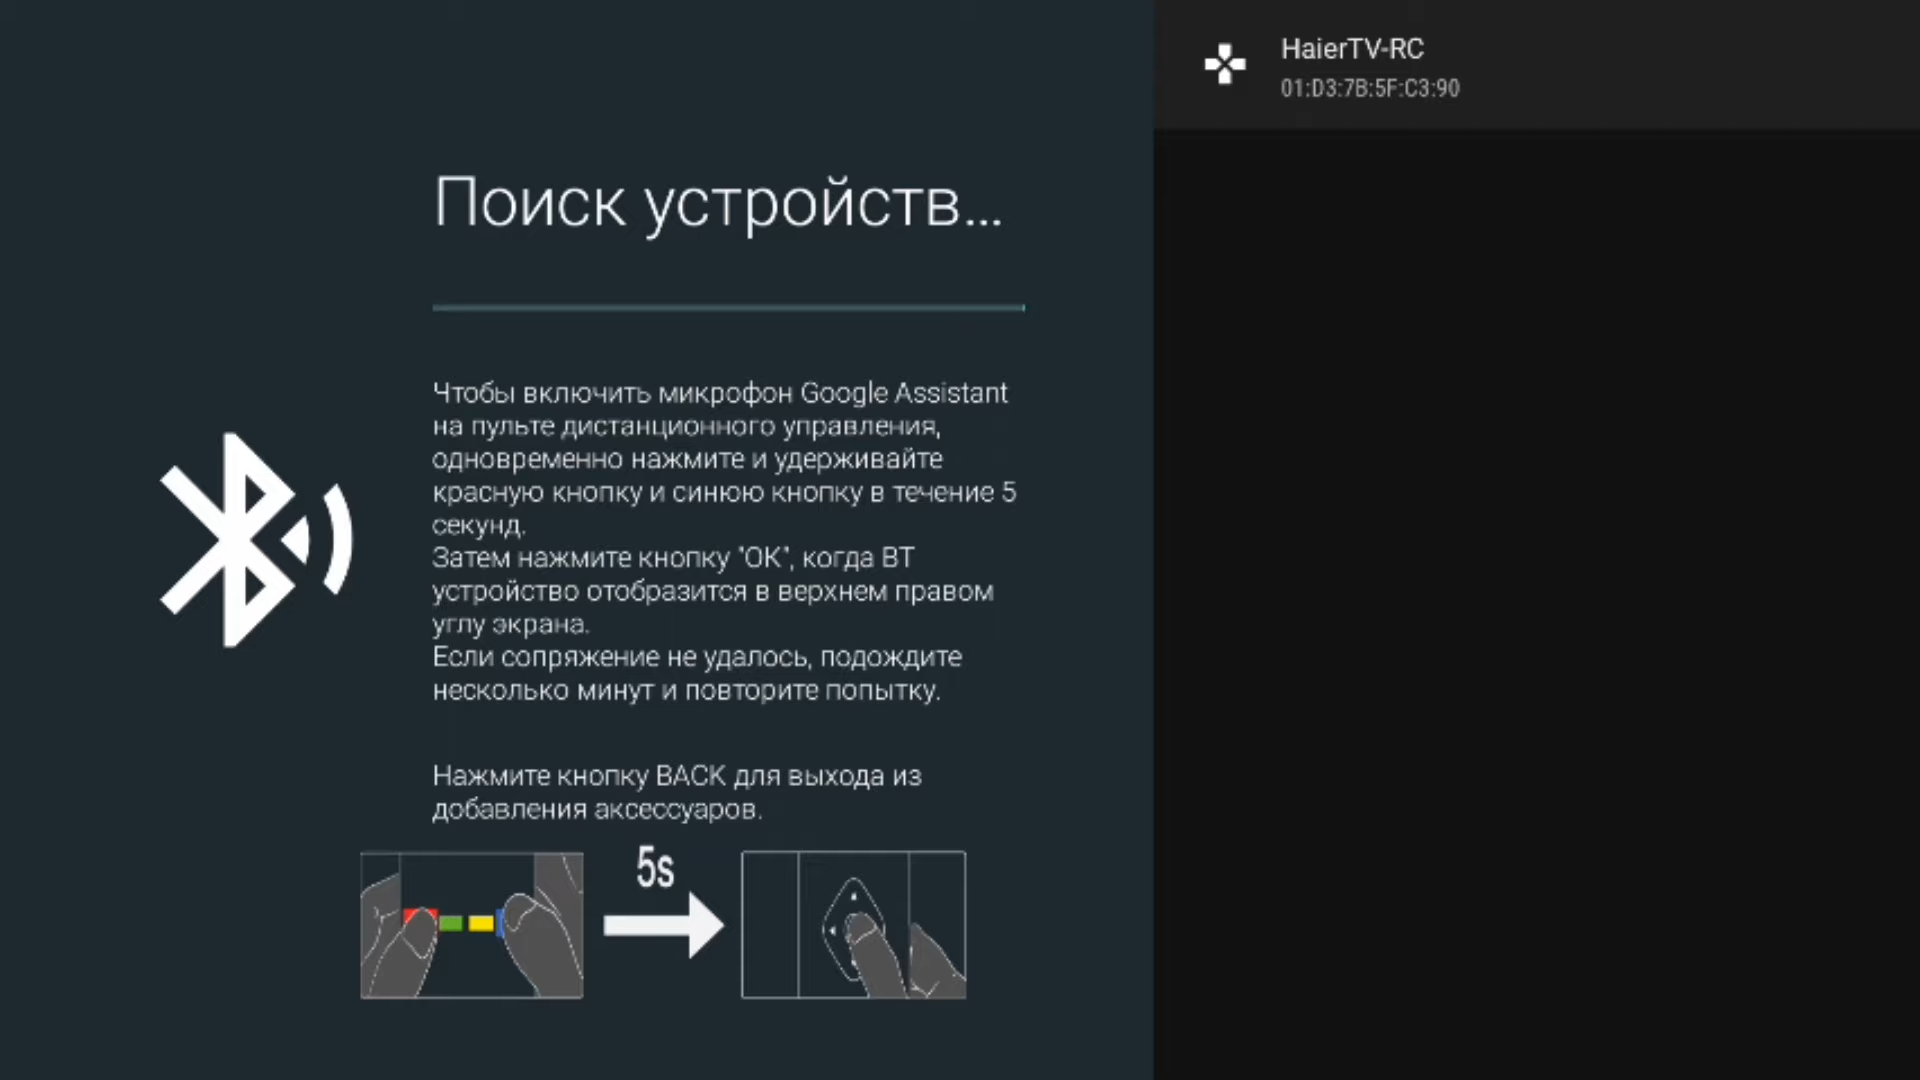 HaierTV-RC
01:D3:7B:5F:C3:90
Поиск устройств...
Чтобы включить микрофон Google Assistant
на пульте дистанционного управления,
одновременно нажмите и удерживайте
красную кнопку и синюю кнопку в течение 5
секунд.
Затем нажмите кнопку "ОК", когда BT
устройство отобразится в верхнем правом
углу экрана.
Если сопряжение не удалось, подождите
несколько минут и повторите попытку.
Нажмите кнопку BACK для выхода из
добавления аксессуаров.
5s